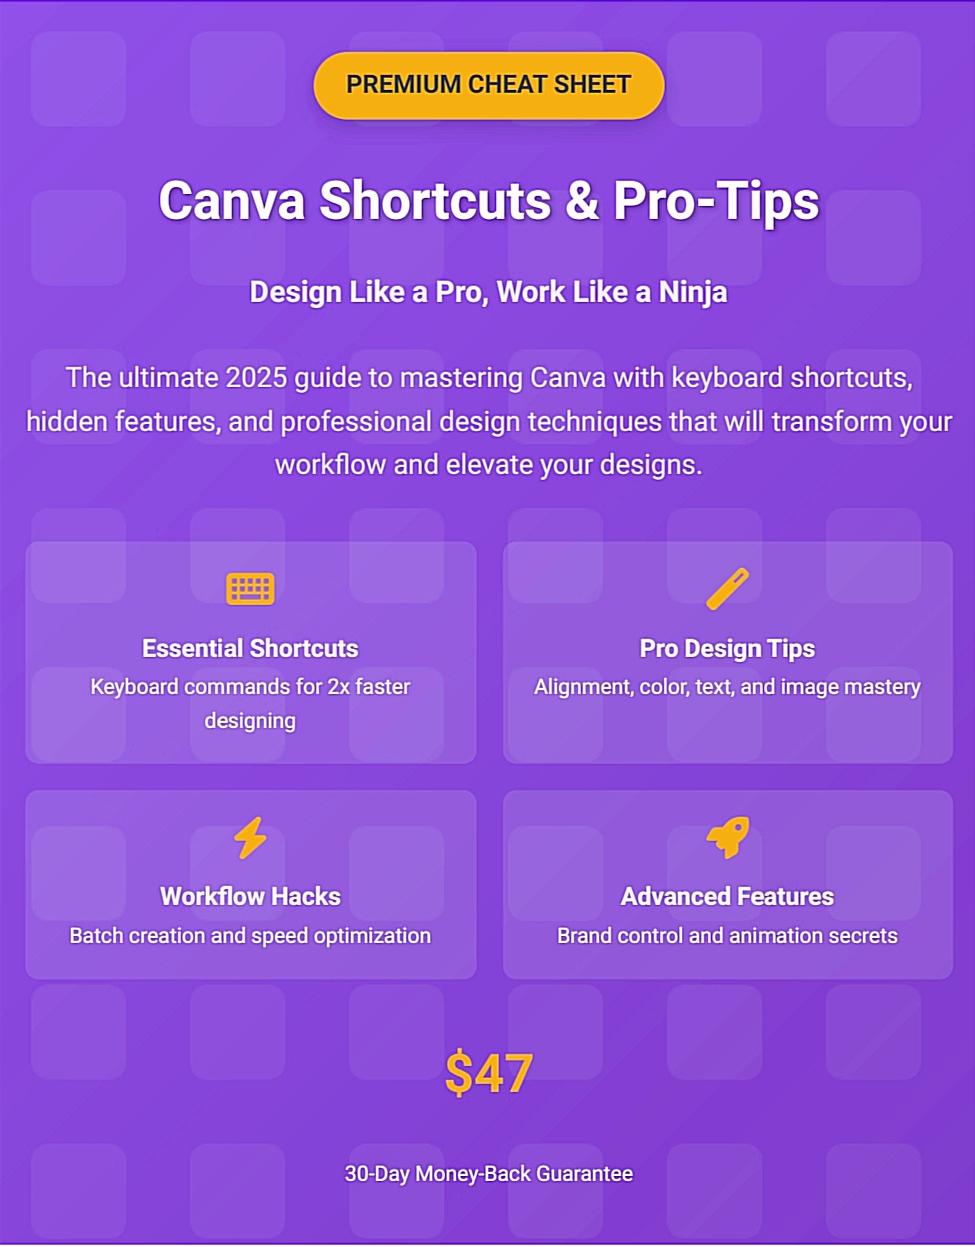 PREMIUM CHEAT SHEET
Canva Shortcuts & Pro-Tips
Design Like a Pro, Work Like a Ninja
The ultimate 2025 guide to mastering Canva with keyboard shortcuts,
hidden features, and professional design techniques that will transform your
workflow and elevate your designs.
Essential Shortcuts
Keyboard commands for 2x faster
designing
Pro Design Tips
Alignment, color, text, and image mastery
Workflow Hacks
Batch creation and speed optimization
Advanced Features
Brand control and animation secrets
$47
30-Day Money-Back Guarantee